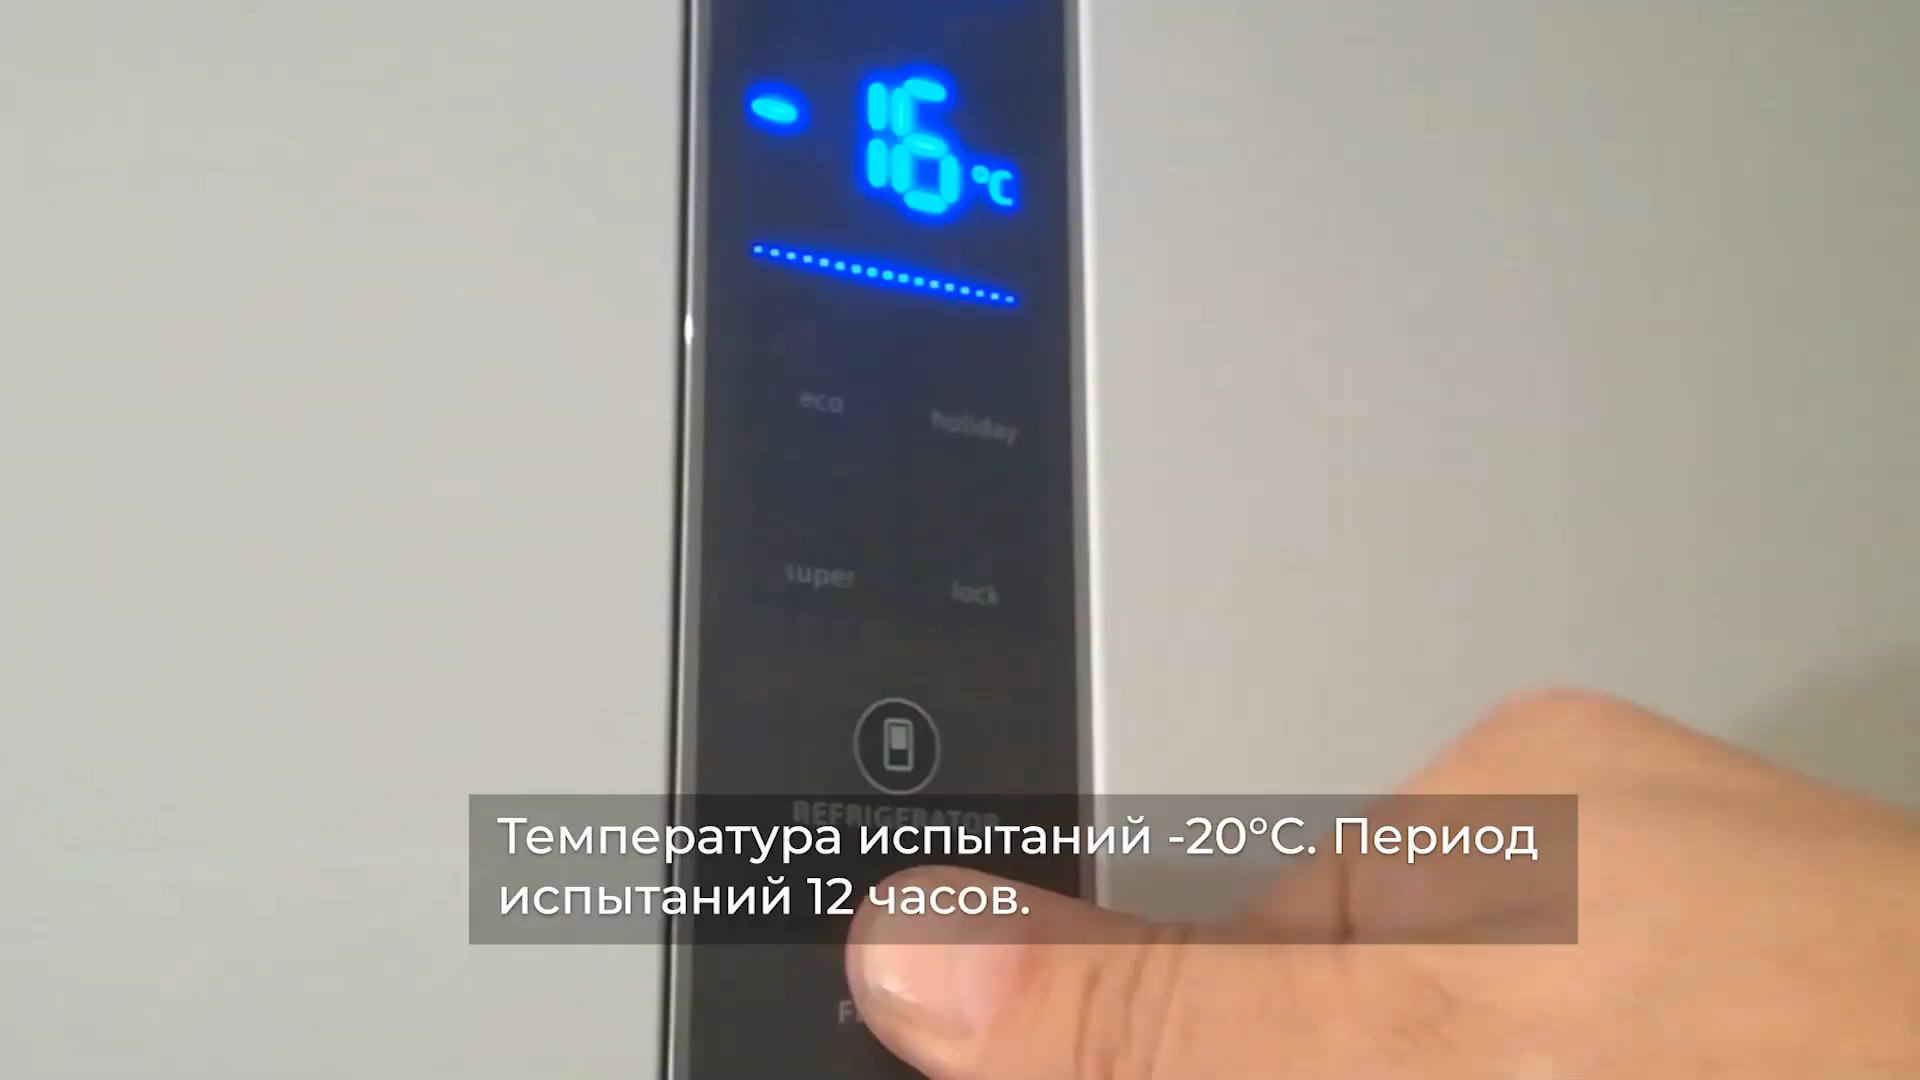 -16°C
eco holiday
super lock
REFRIGERATOR
Температура испытаний -20°C. Период
испытаний 12 часов.